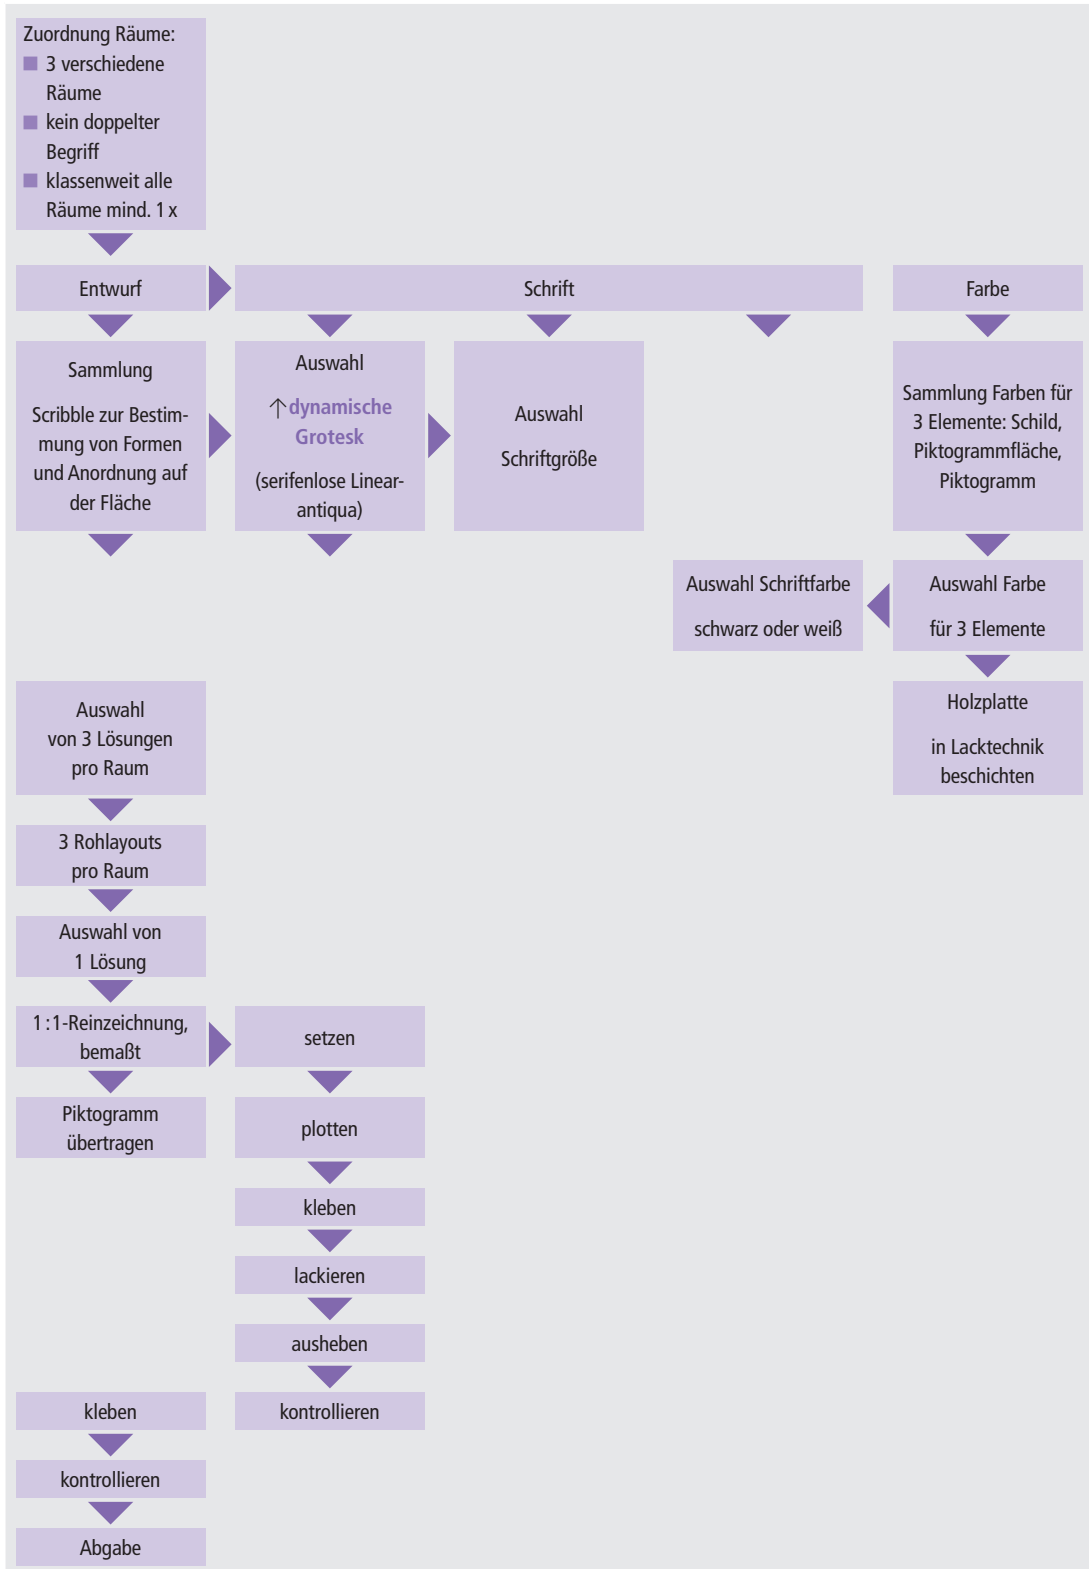 Zuordnung Räume:
3 verschiedene
Räume
kein doppelter
Begriff
klassenweit alle
Räume mind. 1 x
Entwurf
Schrift
Farbe
Sammlung
Scribble zur Bestim-
mung von Formen
und Anordnung auf
der Fläche
Auswahl
↑dynamische
Grotesk
(serifenlose Linear-
antiqua)
Auswahl
Schriftgröße
Sammlung Farben für
3 Elemente: Schild,
Piktogrammfläche,
Piktogramm
Auswahl Schriftfarbe
schwarz oder weiß
Auswahl Farbe
für 3 Elemente
Auswahl
von 3 Lösungen
pro Raum
Holzplatte
in Lacktechnik
beschichten
3 Rohlayouts
pro Raum
Auswahl von
1 Lösung
1:1-Reinzeichnung,
bemaßt
setzen
Piktogramm
übertragen
plotten
kleben
lackieren
ausheben
kleben
kontrollieren
kontrollieren
Abgabe